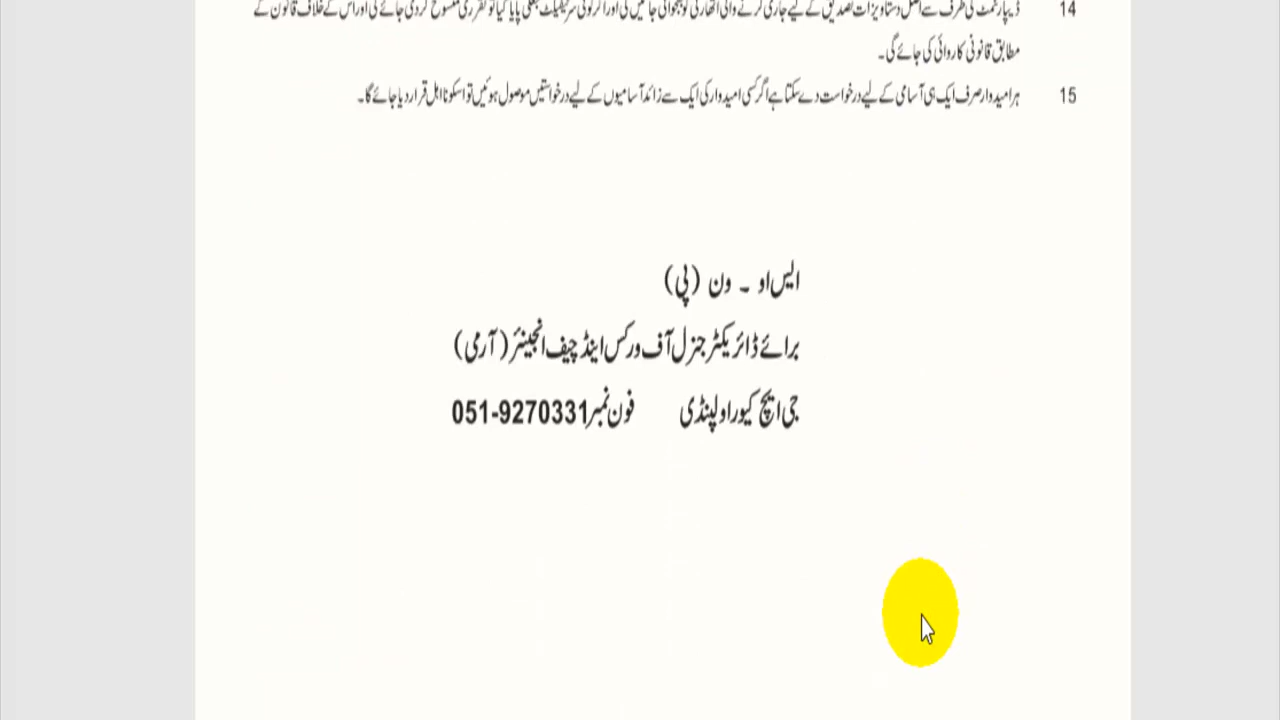 14 ڈیپارٹمنٹ کی طرف سے اصل دستاویزات تصدیق کے لیے جاری کرنے والی اتھارٹی کو بھجوائی جائیں گی اور اگر کوئی سرٹیفکیٹ جعلی پایا گیا تو تقرری منسوخ کر دی جائے گی اور اس کے خلاف قانون کے
مطابق قانونی کاروائی کی جائے گی۔
15 ہر امیدوار صرف ایک ہی آسامی کے لیے درخواست دے سکتا ہے اگر کسی امیدوار کی ایک سے زائد آسامیوں کے لیے درخواستیں موصول ہوئیں تو اسکو نااہل قرار دیا جائے گا۔
ایس او ۔ ون (پی)
برائے ڈائریکٹر جنرل آف ورکس اینڈ چیف انجینئر (آرمی)
جی ایچ کیو راولپنڈی فون نمبر 051-9270331